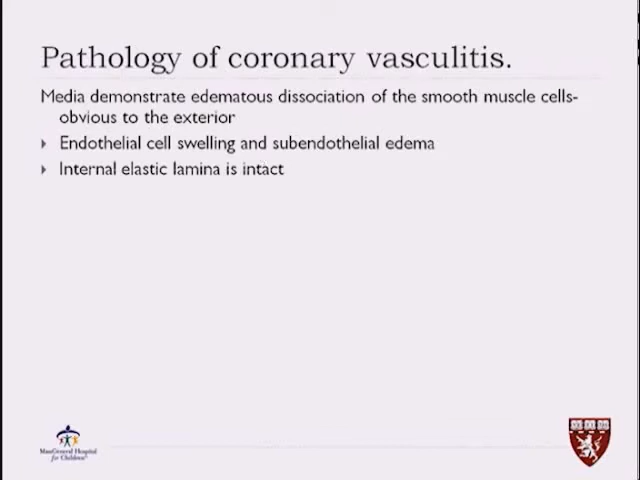 Pathology of coronary vasculitis.
Media demonstrate edematous dissociation of the smooth muscle cells-
obvious to the exterior
Endothelial cell swelling and subendothelial edema
Internal elastic lamina is intact
MassGeneral Hospital
for Children